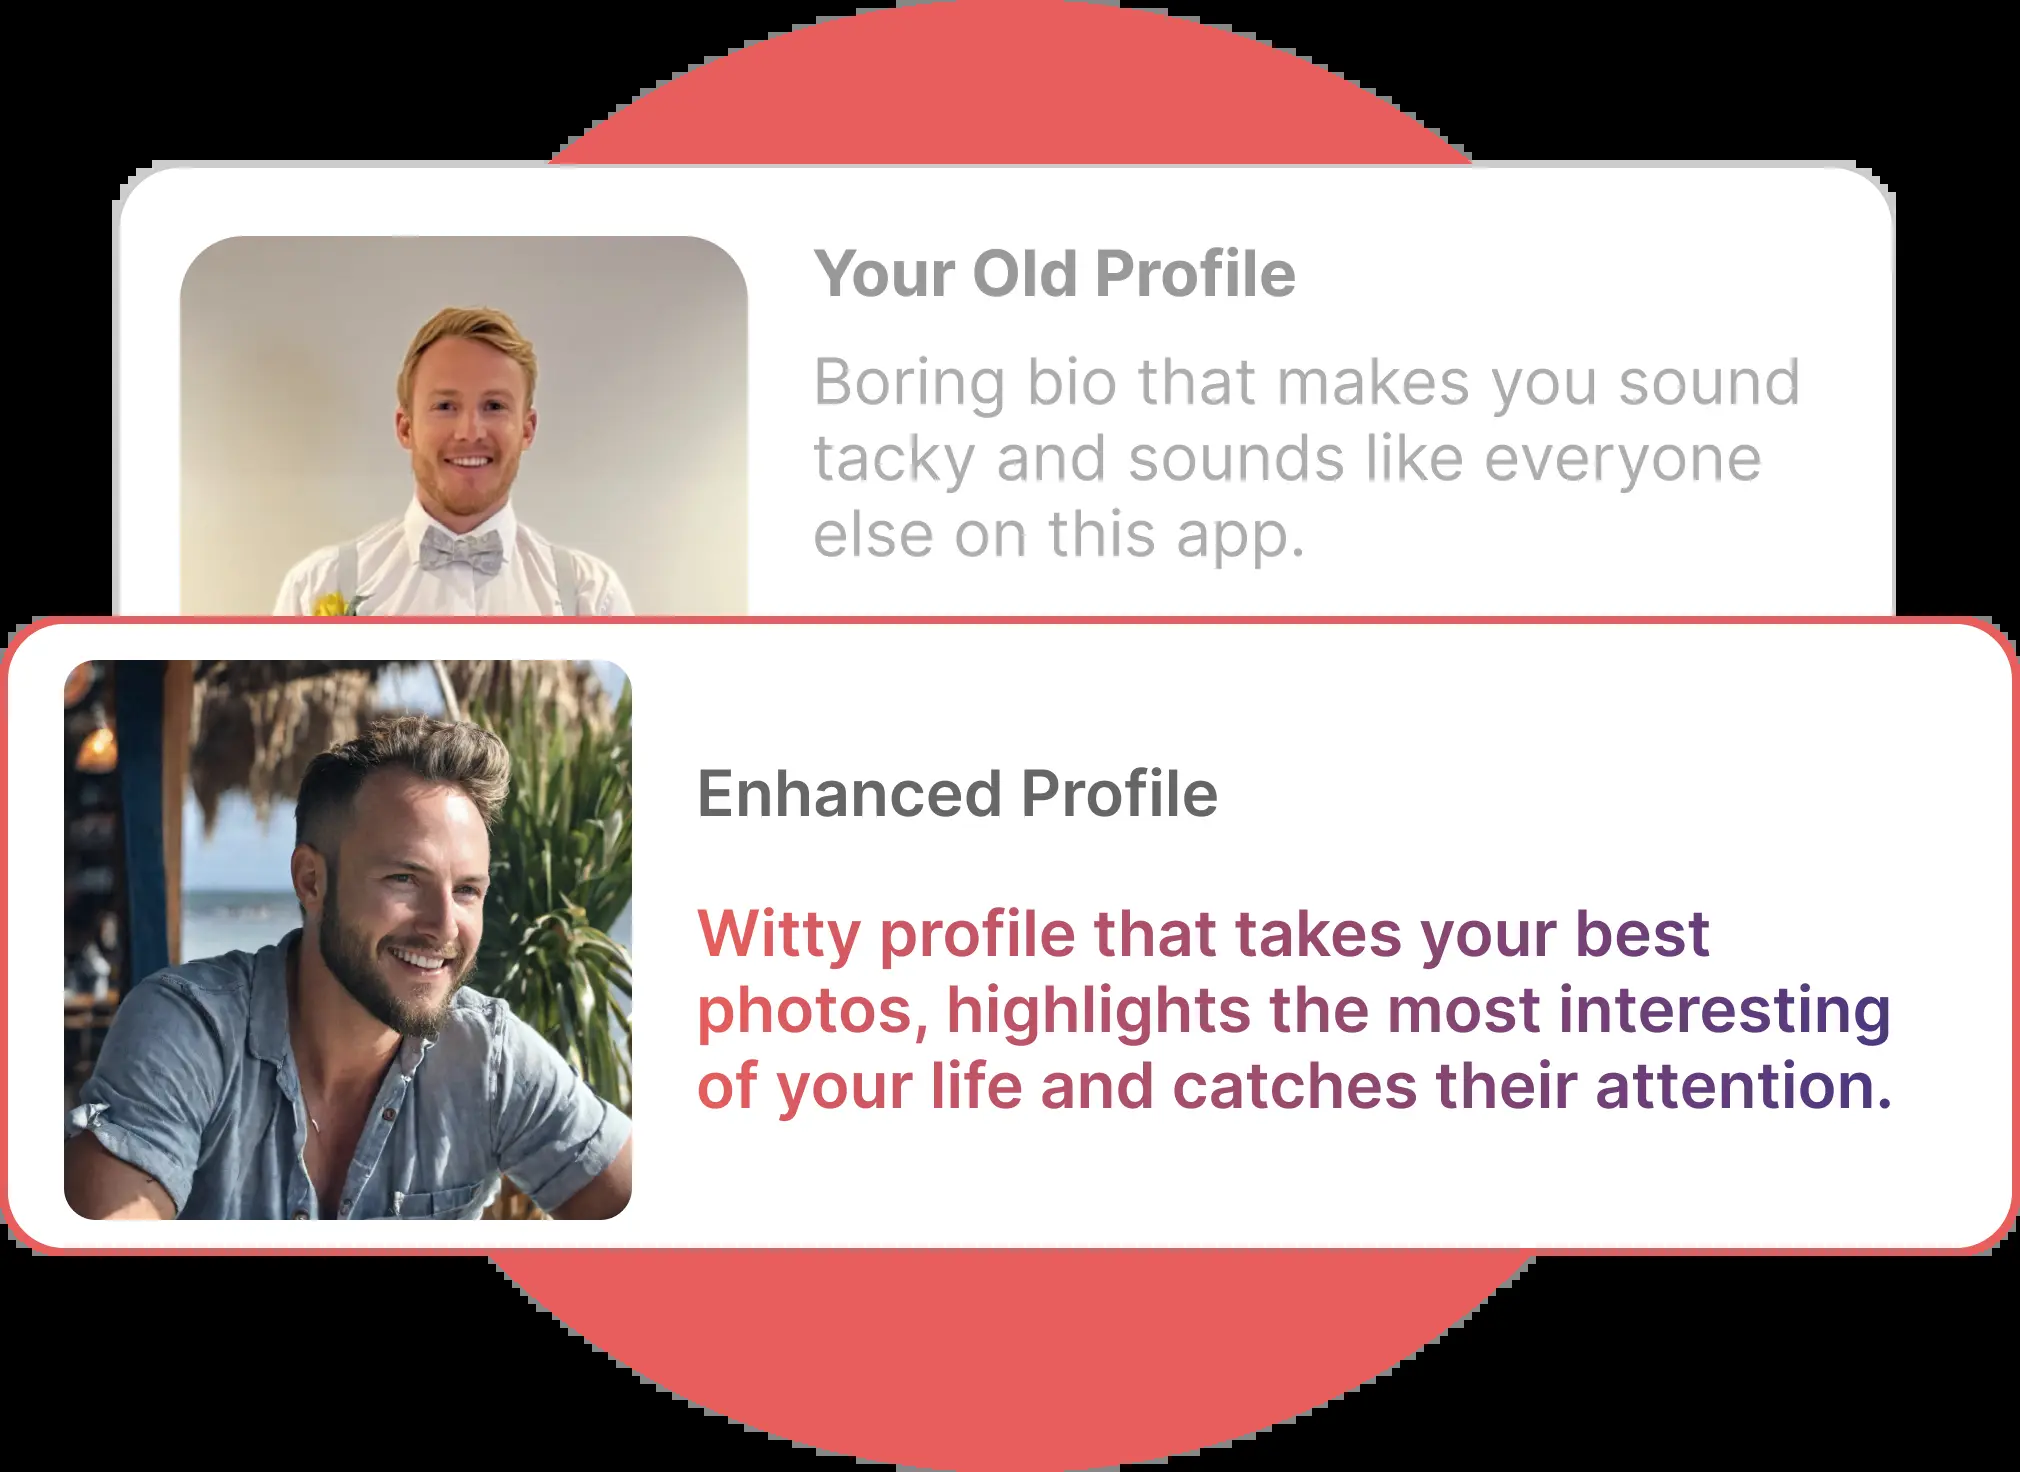 Your Old Profile
Boring bio that makes you sound
tacky and sounds like everyone
else on this app.
Enhanced Profile
Witty profile that takes your best
photos, highlights the most interesting
of your life and catches their attention.